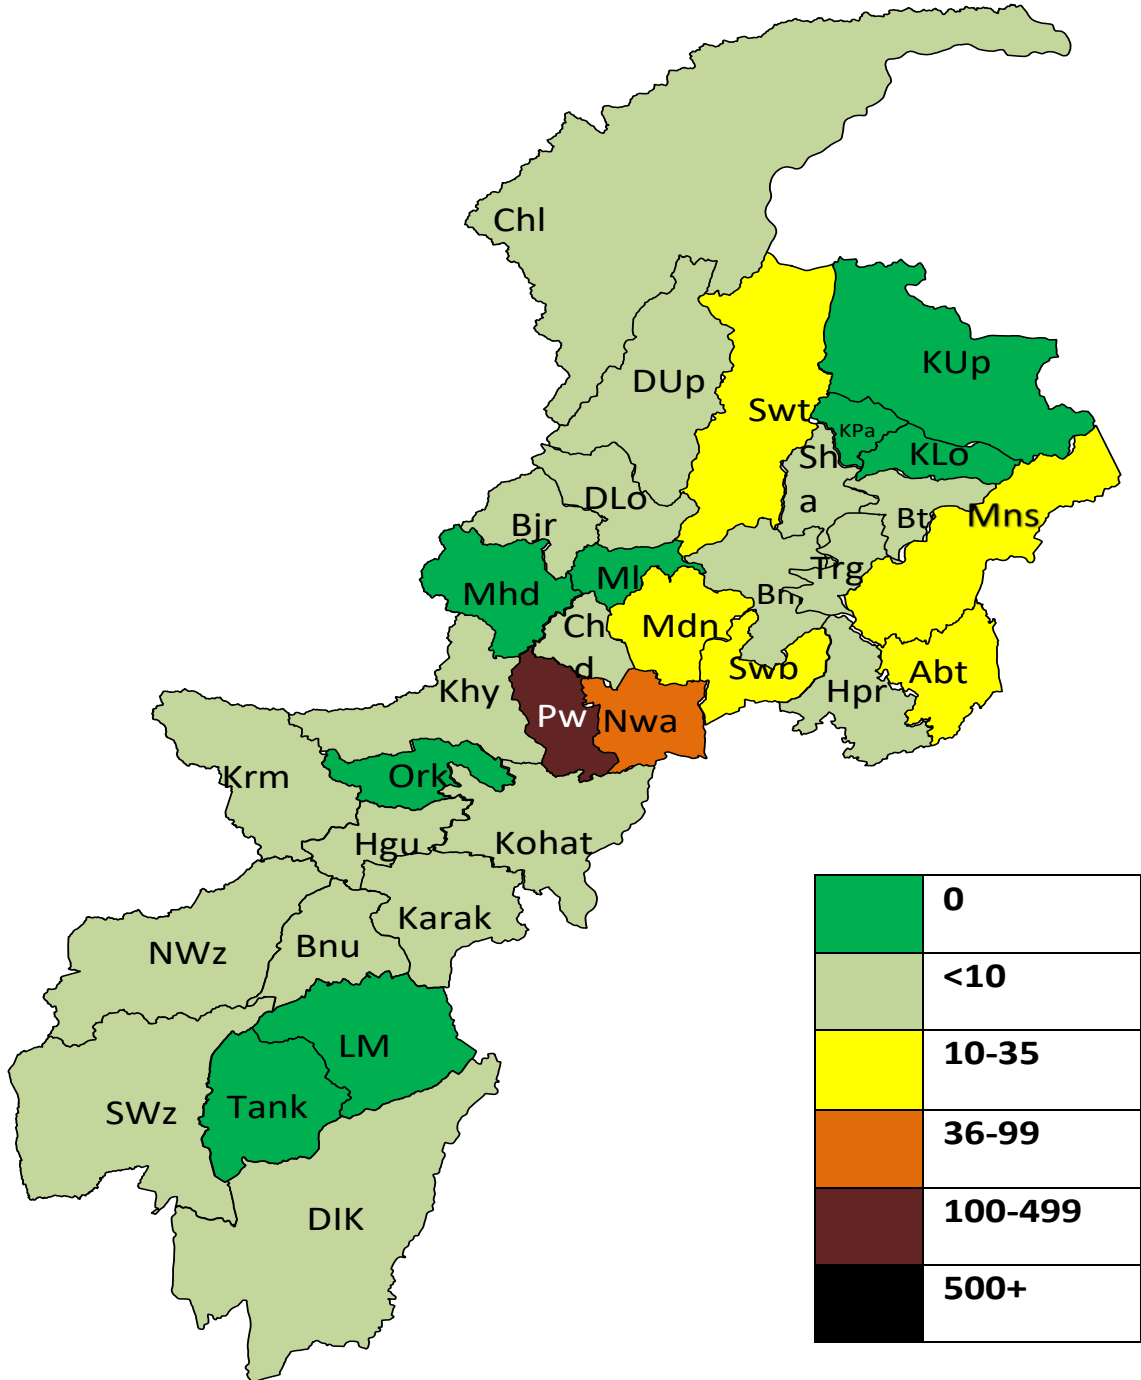 Chl
KUp
DUp
Swt
KPa
KLo
Sh
a
DLo
Bt
Mns
Bjr
Trg
Ml
Mhd
Bn
Ch
d
Mdn
Swb
Abt
Khy
Hpr
Pw
Nwa
Krm
Ork
Hgu
Kohat
Karak
NWz
Bnu
LM
SWz
Tank
DIK
0
<10
10-35
36-99
100-499
500+